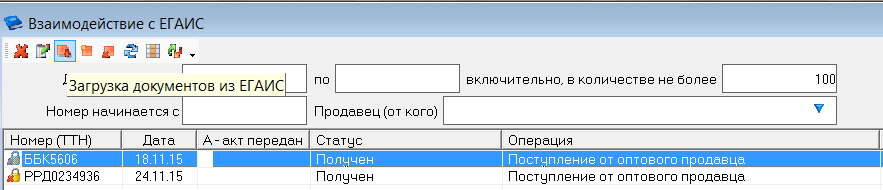 Взаимодействие с ЕГАИС
Загрузка документов из ЕГАИС по включительно, в количестве не более 100
Номер начинается с Продавец (от кого)
Номер (ТТН) Дата А - акт передан Статус Операция
ББК5606 18.11.15 Получен Поступление от оптового продавца
РРД0234936 24.11.15 Получен Поступление от оптового продавца